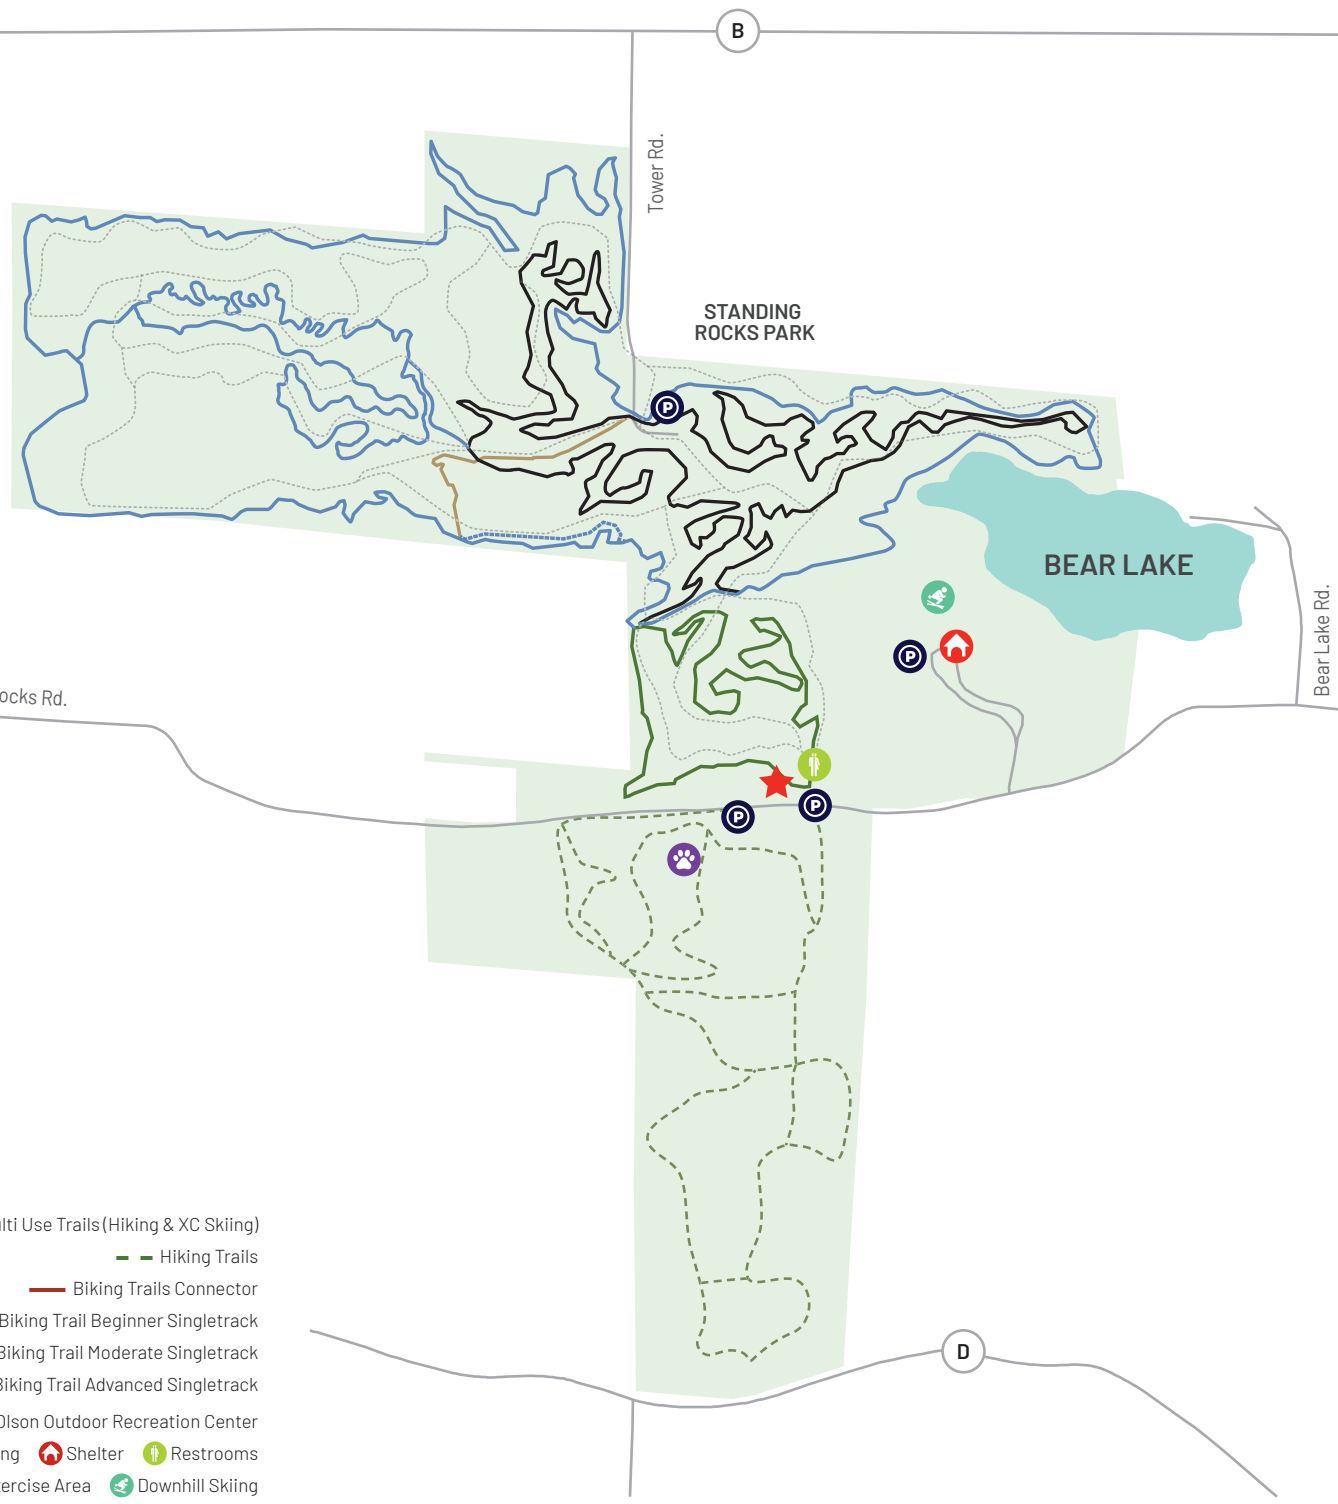 B
Tower Rd.
STANDING
ROCKS PARK
P
BEAR LAKE
P
Bear Lake Rd.
ocks Rd.
P
P
lti Use Trails (Hiking & XC Skiing)
Hiking Trails
Biking Trails Connector
Biking Trail Beginner Singletrack
Biking Trail Moderate Singletrack
Biking Trail Advanced Singletrack
Olson Outdoor Recreation Center
ng Shelter Restrooms
ercise Area Downhill Skiing
D